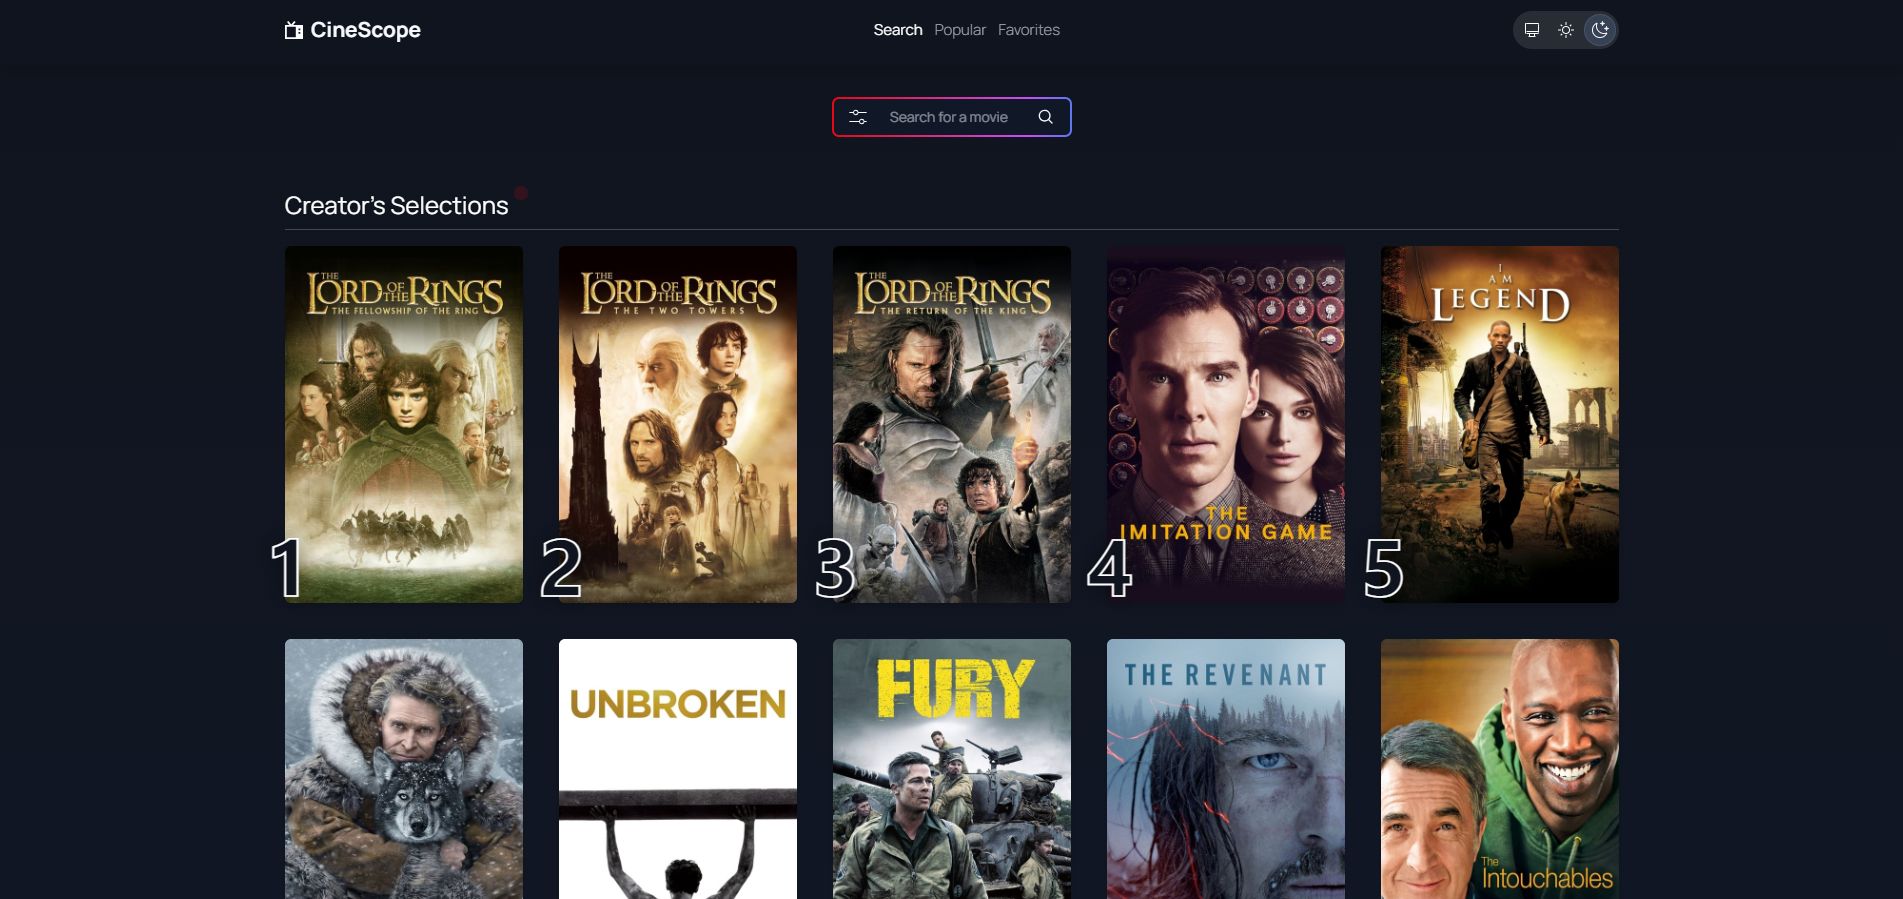 CineScope
Search Popular Favorites
Search for a movie
Creator's Selections
THE
LORD OF THE RINGS
THE FELLOWSHIP OF THE RING
THE
LORD OF THE RINGS
THE TWO TOWERS
THE
LORD OF THE RINGS
THE RETURN OF THE KING
THE
IMITATION GAME
I
AM
LEGEND
1
2
3
4
5
UNBROKEN
FURY
THE REVENANT
The
Intouchables